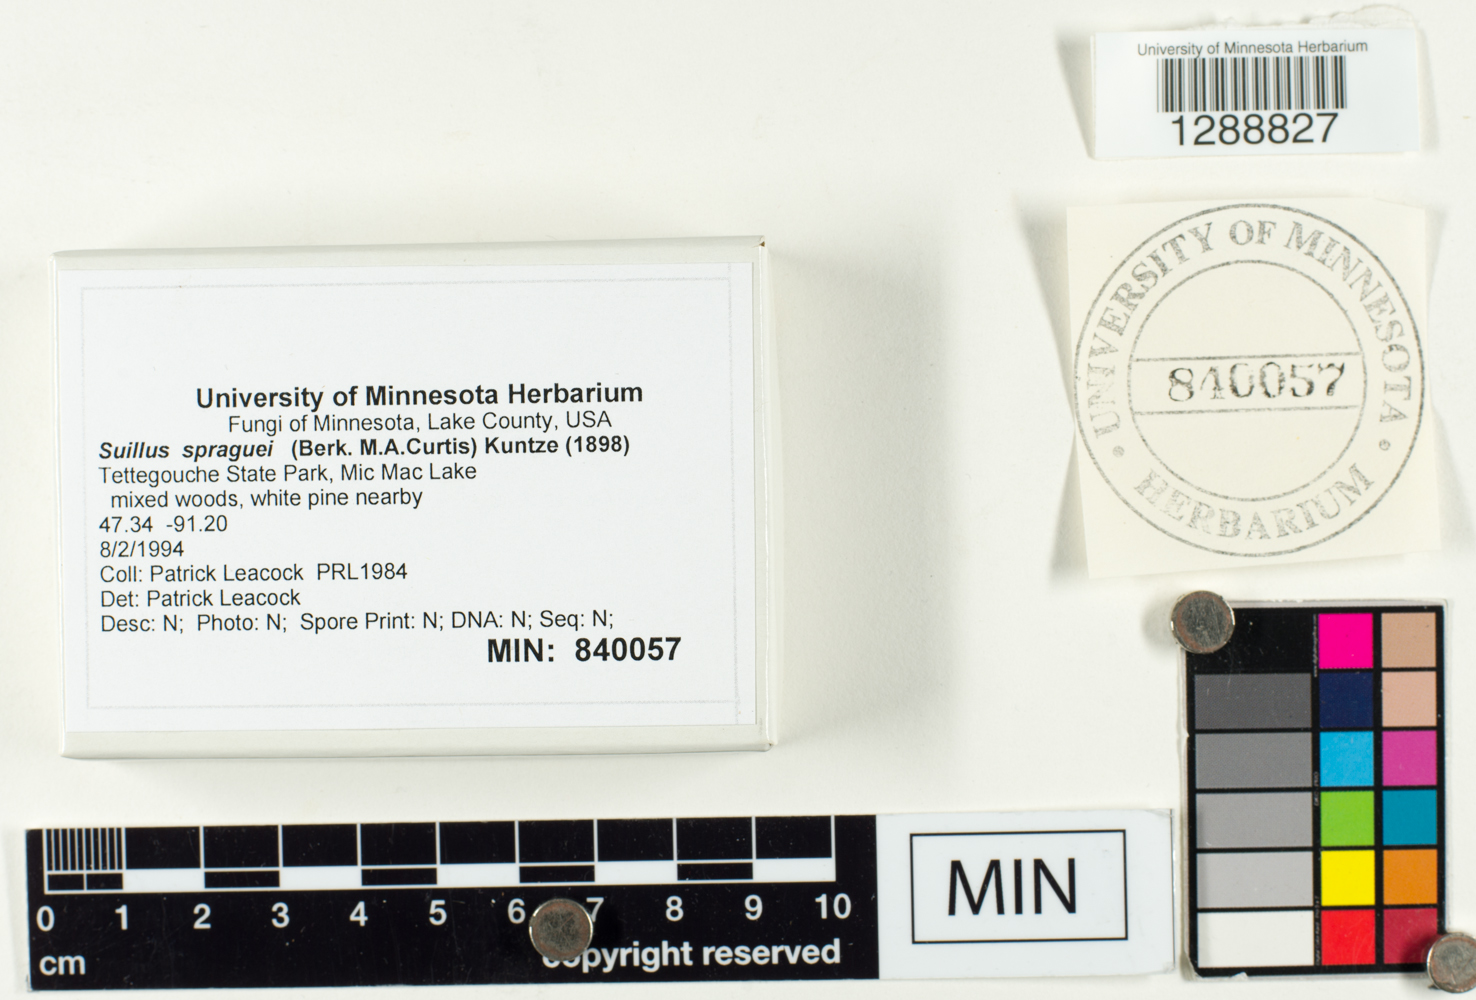 University of Minnesota Herbarium
1288827
UNIVERSITY OF MINNESOTA
840057
• HERBARIUM •
University of Minnesota Herbarium
Fungi of Minnesota, Lake County, USA
Suillus spraguei (Berk. M.A.Curtis) Kuntze (1898)
Tettegouche State Park, Mic Mac Lake
mixed woods, white pine nearby
47.34 -91.20
8/2/1994
Coll: Patrick Leacock PRL1984
Det: Patrick Leacock
Desc: N; Photo: N; Spore Print: N; DNA: N; Seq: N;
MIN: 840057
0 1 2 3 4 5 6 7 8 9 10
cm
copyright reserved
MIN